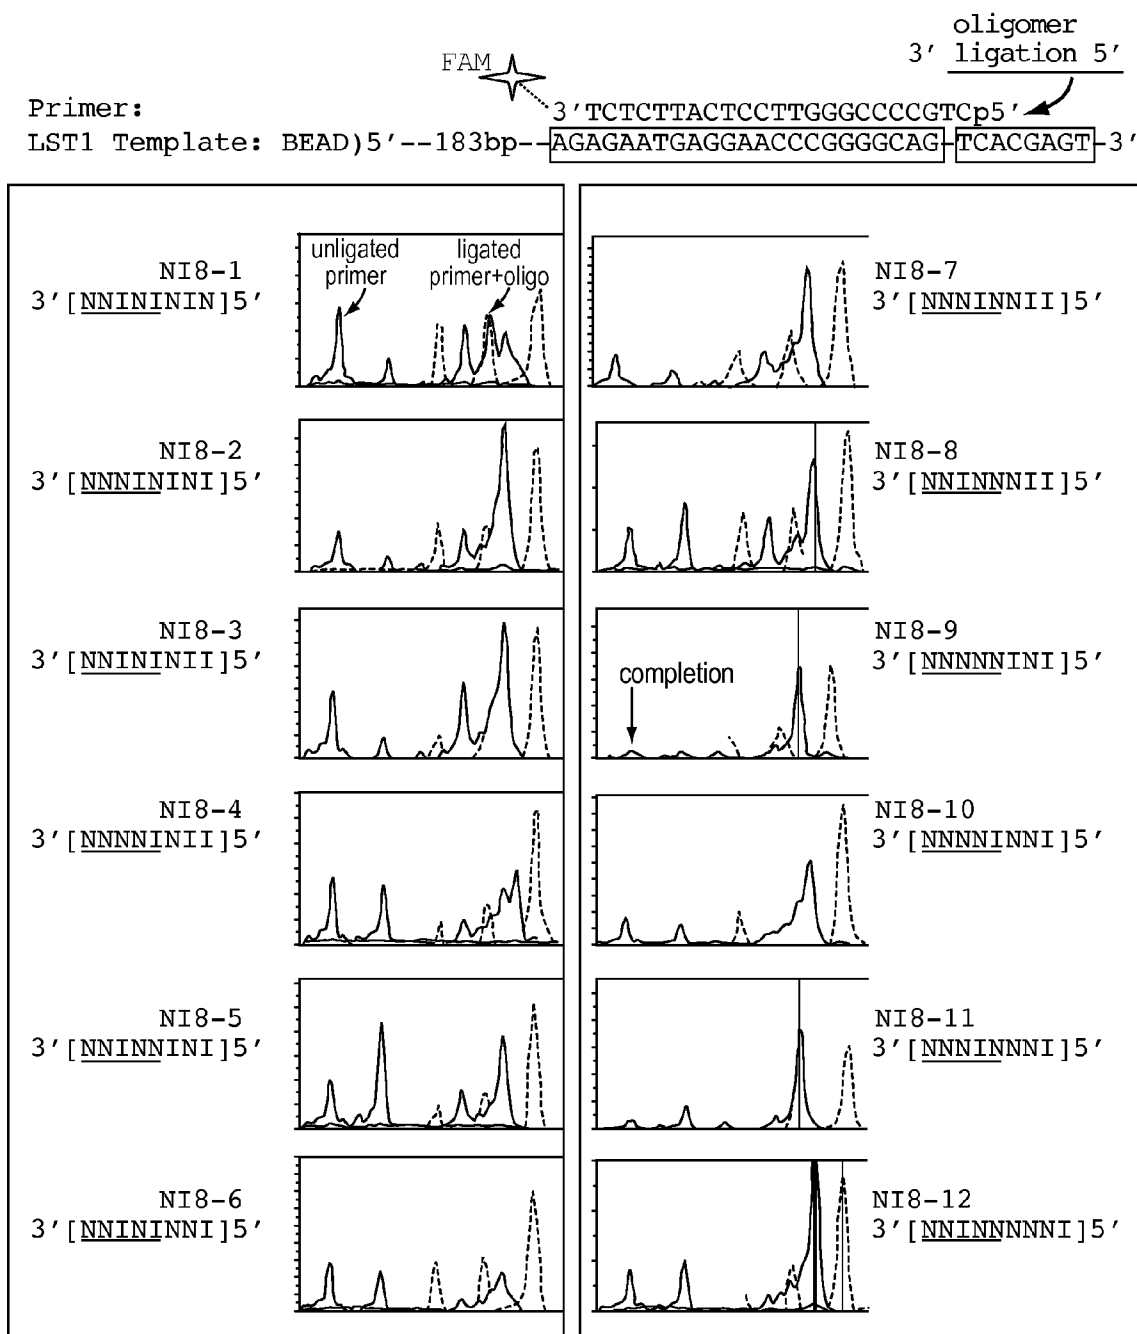 oligomer
3' ligation 5'
FAM
Primer: 3'TCTCTTACTCCTTGGGCCCCGTCp5'
LST1 Template: BEAD)5'--183bp--AGAGAATGAGGAACCCGGGGCAG-TCACGAGT-3'
NI8-1
3'[NNINININ]5'
unligated
primer
ligated
primer+oligo
NI8-2
3'[NNNININI]5'
NI8-3
3'[NNININII]5'
NI8-4
3'[NNNNINII]5'
NI8-5
3'[NNINNINI]5'
NI8-6
3'[NNININNI]5'
NI8-7
3'[NNNINNII]5'
NI8-8
3'[NNINNNII]5'
NI8-9
3'[NNNNNINI]5'
completion
NI8-10
3'[NNNNINNI]5'
NI8-11
3'[NNNINNNI]5'
NI8-12
3'[NNINNNNNI]5'